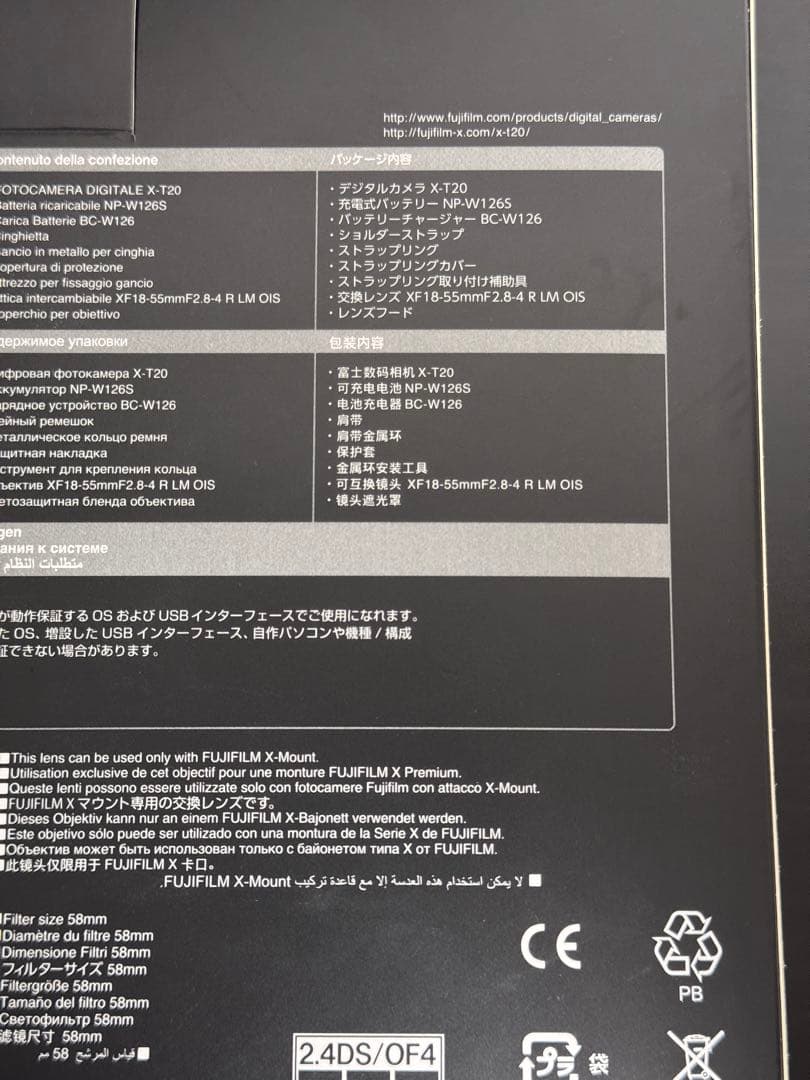 http://www.fujifilm.com/products/digital_cameras/
http://fujifilm-x.com/x-t20/
ontenuto della confezione
FOTOCAMERA DIGITALE X-T20
Batteria ricaricabile NP-W126S
Carica Batterie BC-W126
inghietta
ancio in metallo per cinghia
opertura di protezione
ttrezzo per fissaggio gancio
ttica intercambiabile XF18-55mmF2.8-4 R LM OIS
operchio per obiettivo
パッケージ内容
・デジタルカメラ X-T20
・充電式バッテリー NP-W126S
・バッテリーチャージャー BC-W126
・ショルダーストラップ
・ストラップリング
・ストラップリングカバー
・ストラップリング取り付け補助具
・交換レンズ XF18-55mmF2.8-4 R LM OIS
・レンズフード
держимое упаковки
ифровая фотокамера X-T20
ккумулятор NP-W126S
рядное устройство BC-W126
ейный ремешок
еталлическое кольцо ремня
щитная накладка
струмент для крепления кольца
ъектив XF18-55mmF2.8-4 R LM OIS
етозащитная бленда объектива
包装内容
・富士数码相机 X-T20
・可充电电池 NP-W126S
・电池充电器 BC-W126
・肩带
・肩带金属环
・保护套
・金属环安装工具
・可互换镜头 XF18-55mmF2.8-4 R LM OIS
・镜头遮光罩
gen
ания к системе
متطلبات النظام
が動作保証する OS および USB インターフェースでご使用になれます。
た OS、増設した USB インターフェース、自作パソコンや機種 / 構成
証できない場合があります。
■This lens can be used only with FUJIFILM X-Mount.
■Utilisation exclusive de cet objectif pour une monture FUJIFILM X Premium.
■Queste lenti possono essere utilizzate solo con fotocamere Fujifilm con attacco X-Mount.
■FUJIFILM X マウント専用の交換レンズです。
■Dieses Objektiv kann nur an einem FUJIFILM X-Bajonett verwendet werden.
■Este objetivo sólo puede ser utilizado con una montura de la Serie X de FUJIFILM.
■Объектив может быть использован только с байонетом типа X от FUJIFILM.
■此镜头仅限用于 FUJIFILM X 卡口。
■ لا يمكن استخدام هذه العدسة إلا مع قاعدة تركيب FUJIFILM X-Mount.
■Filter size 58mm
■Diamètre du filtre 58mm
■Dimensione Filtri 58mm
■フィルターサイズ 58mm
■Filtergröße 58mm
■Tamaño del filtro 58mm
■Светофильтр 58mm
■滤镜尺寸 58mm
■قياس المرشح 58 مم
CE
PB
2.4DS/OF4
プラ 袋